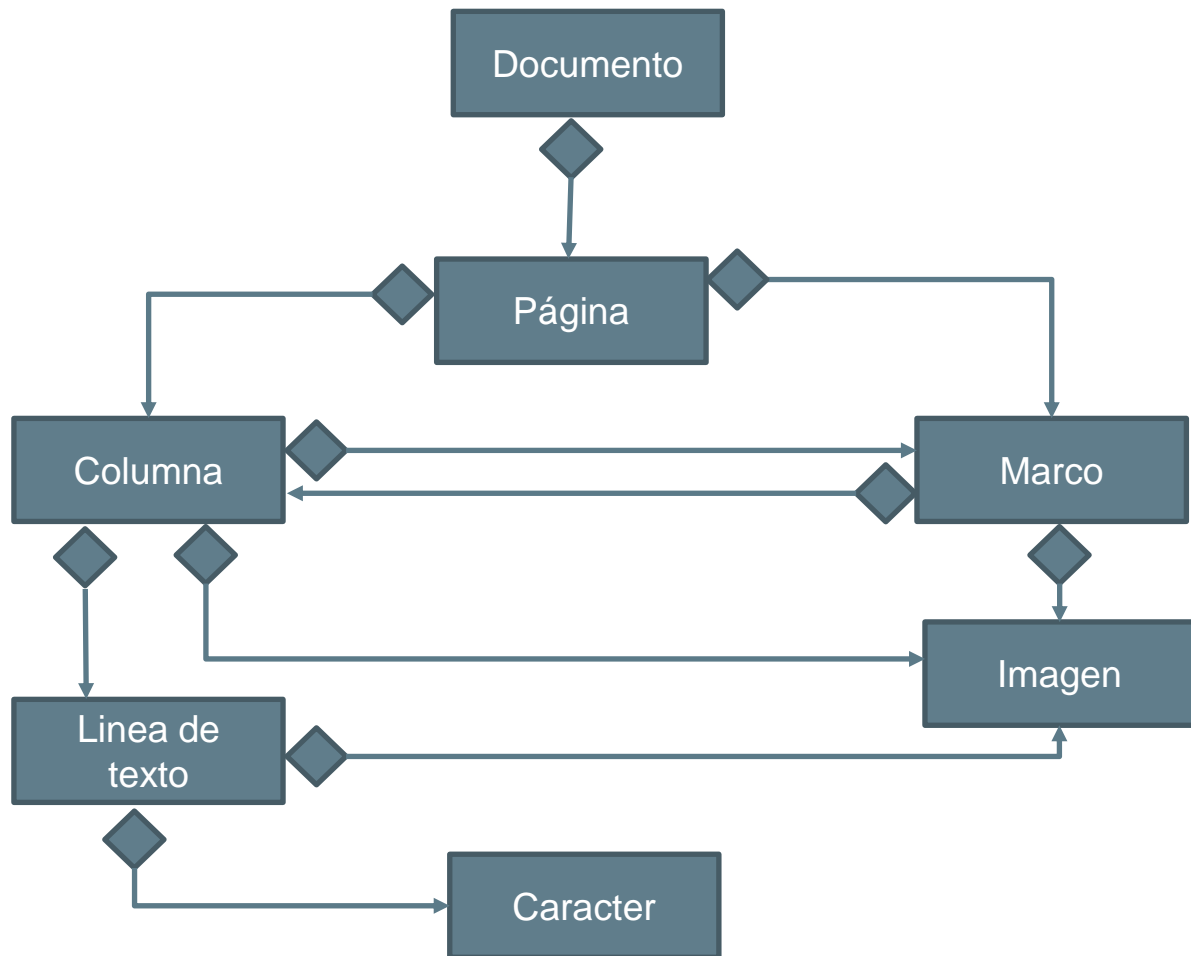 Documento
Página
Columna
Marco
Imagen
Linea de
texto
Caracter